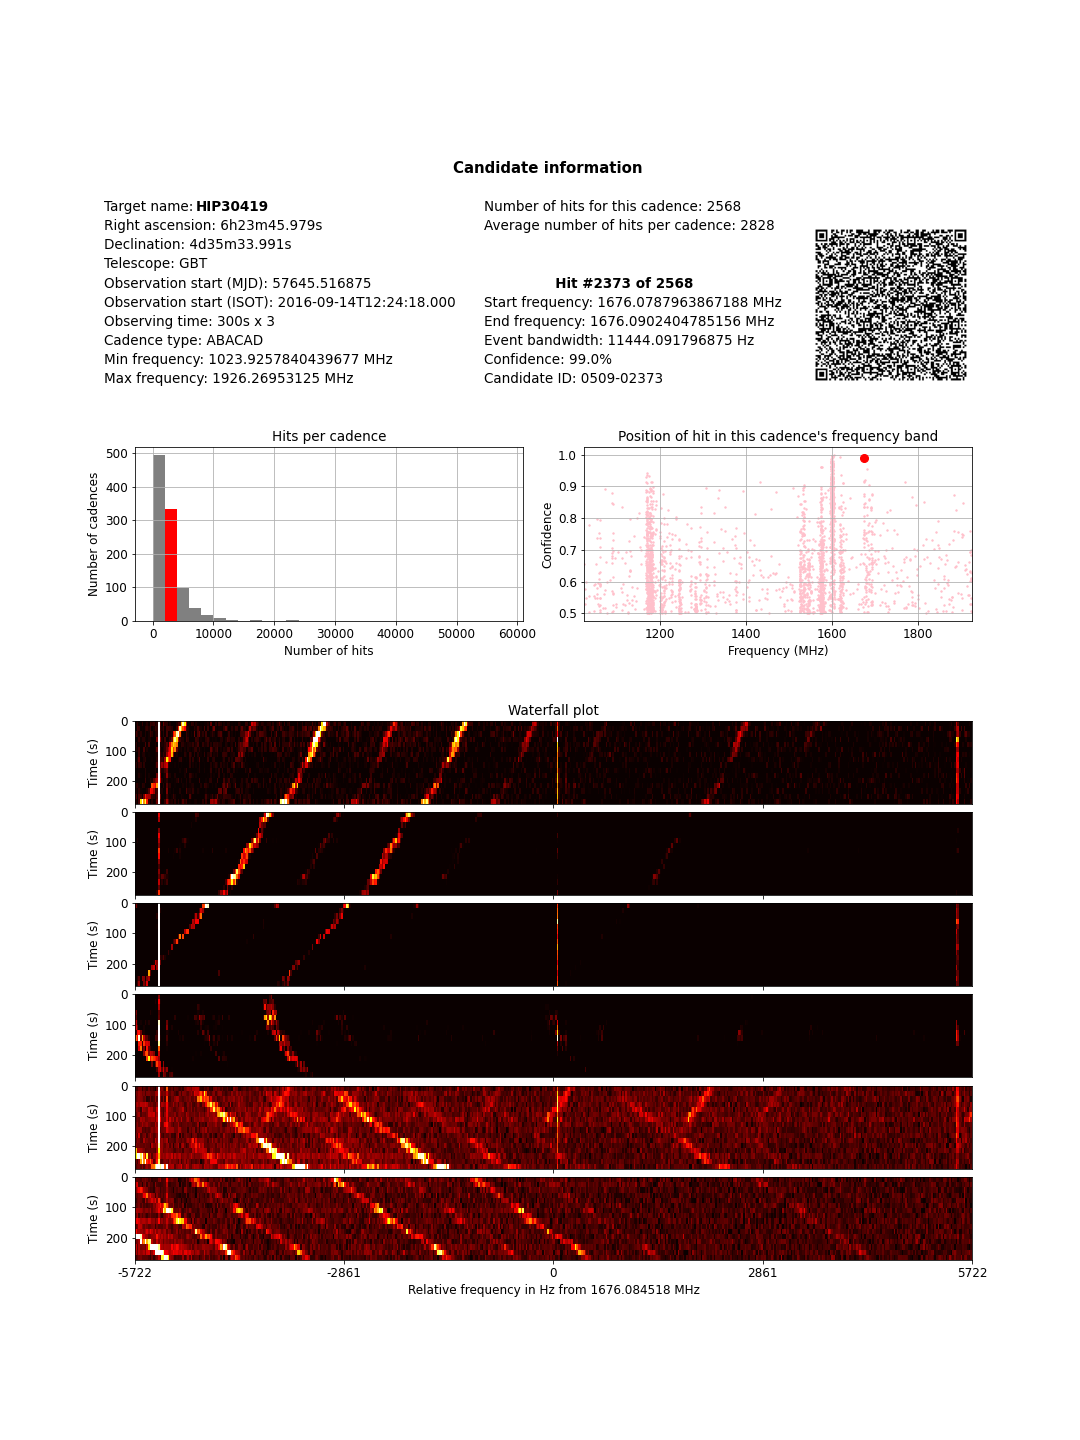 Candidate information
Target name: HIP30419
Right ascension: 6h23m45.979s
Declination: 4d35m33.991s
Telescope: GBT
Observation start (MJD): 57645.516875
Observation start (ISOT): 2016-09-14T12:24:18.000
Observing time: 300s x 3
Cadence type: ABACAD
Min frequency: 1023.9257840439677 MHz
Max frequency: 1926.26953125 MHz
Number of hits for this cadence: 2568
Average number of hits per cadence: 2828
Hit #2373 of 2568
Start frequency: 1676.0787963867188 MHz
End frequency: 1676.0902404785156 MHz
Event bandwidth: 11444.091796875 Hz
Confidence: 99.0%
Candidate ID: 0509-02373
Hits per cadence
Number of cadences
500
400
300
200
100
0
0 10000 20000 30000 40000 50000 60000
Number of hits
Position of hit in this cadence's frequency band
Confidence
1.0
0.9
0.8
0.7
0.6
0.5
1200 1400 1600 1800
Frequency (MHz)
Waterfall plot
Time (s)
0
100
200
Time (s)
0
100
200
Time (s)
0
100
200
Time (s)
0
100
200
Time (s)
0
100
200
Time (s)
0
100
200
-5722 -2861 0 2861 5722
Relative frequency in Hz from 1676.084518 MHz